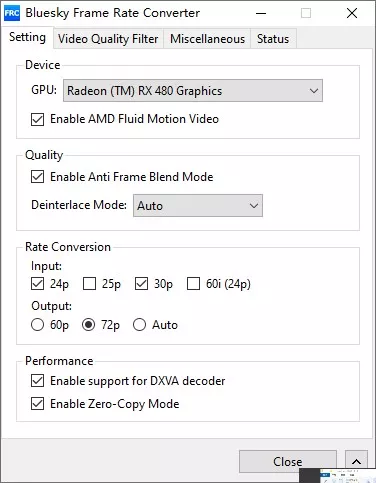 FRC Bluesky Frame Rate Converter
Setting Video Quality Filter Miscellaneous Status
Device
GPU: Radeon (TM) RX 480 Graphics
Enable AMD Fluid Motion Video
Quality
Enable Anti Frame Blend Mode
Deinterlace Mode: Auto
Rate Conversion
Input:
24p 25p 30p 60i (24p)
Output:
60p 72p Auto
Performance
Enable support for DXVA decoder
Enable Zero-Copy Mode
Close